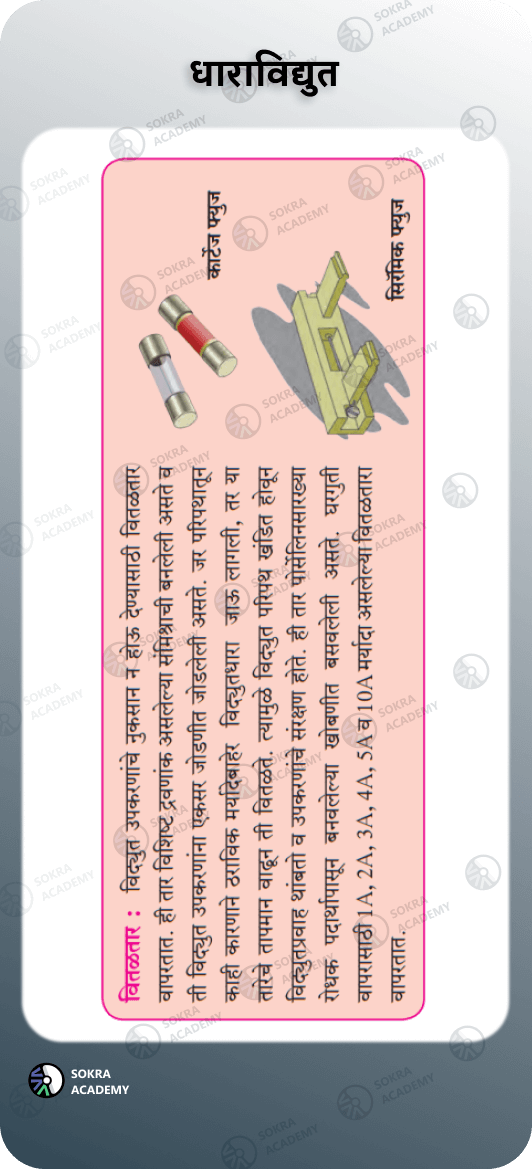 धाराविद्युत
वितळतार : विद्युत उपकरणांचे नुकसान न होऊ देण्यासाठी वितळतार
वापरतात. ही तार विशिष्ट द्रवणांक असलेल्या संमिश्राची बनलेली असते व
ती विद्युत उपकरणांना एकसर जोडणीत जोडलेली असते. जर परिपथातून
काही कारणाने ठराविक मर्यादेबाहेर विद्युतधारा जाऊ लागली, तर या
तारेचे तापमान वाढून ती वितळते. त्यामुळे विद्युत परिपथ खंडित होवून
विद्युतप्रवाह थांबतो व उपकरणांचे संरक्षण होते. ही तार पोर्सेलिनसारख्या
रोधक पदार्थापासून बनवलेल्या खोबणीत बसवलेली असते. घरगुती
वापरासाठी 1A, 2A, 3A, 4A, 5A व 10A मर्यादा असलेल्या वितळतारा
वापरतात.
कार्टेज फ्युज
सिरॅमिक फ्युज
SOKRA
ACADEMY